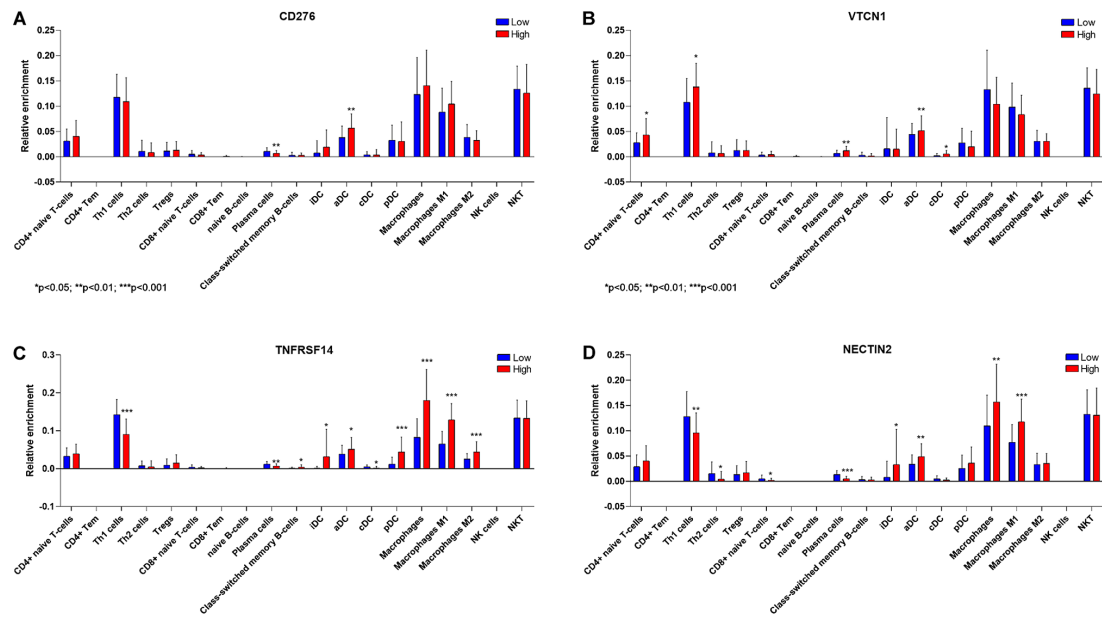 A
CD276
Low
High
Relative enrichment
0.25
0.20
0.15
0.10
0.05
0.00
-0.05
** ** 
CD4+ naive T-cells
CD4+ Tem
Th1 cells
Th2 cells
Tregs
CD8+ naive T-cells
CD8+ Tem
naive B-cells
Plasma cells
Class-switched memory B-cells
iDC
aDC
cDC
pDC
Macrophages
Macrophages M1
Macrophages M2
NK cells
NKT
*p<0.05; **p<0.01; ***p<0.001
B
VTCN1
Low
High
Relative enrichment
0.25
0.20
0.15
0.10
0.05
0.00
-0.05
* * ** ** *
CD4+ naive T-cells
CD4+ Tem
Th1 cells
Th2 cells
Tregs
CD8+ naive T-cells
CD8+ Tem
naive B-cells
Plasma cells
Class-switched memory B-cells
iDC
aDC
cDC
pDC
Macrophages
Macrophages M1
Macrophages M2
NK cells
NKT
*p<0.05; **p<0.01; ***p<0.001
C
TNFRSF14
Low
High
Relative enrichment
0.3
0.2
0.1
0.0
-0.1
*** ** * * * * *** *** *** ***
CD4+ naive T-cells
CD4+ Tem
Th1 cells
Th2 cells
Tregs
CD8+ naive T-cells
CD8+ Tem
naive B-cells
Plasma cells
Class-switched memory B-cells
iDC
aDC
cDC
pDC
Macrophages
Macrophages M1
Macrophages M2
NK cells
NKT
D
NECTIN2
Low
High
Relative enrichment
0.25
0.20
0.15
0.10
0.05
0.00
-0.05
** * * *** * ** ** ***
CD4+ naive T-cells
CD4+ Tem
Th1 cells
Th2 cells
Tregs
CD8+ naive T-cells
CD8+ Tem
naive B-cells
Plasma cells
Class-switched memory B-cells
iDC
aDC
cDC
pDC
Macrophages
Macrophages M1
Macrophages M2
NK cells
NKT